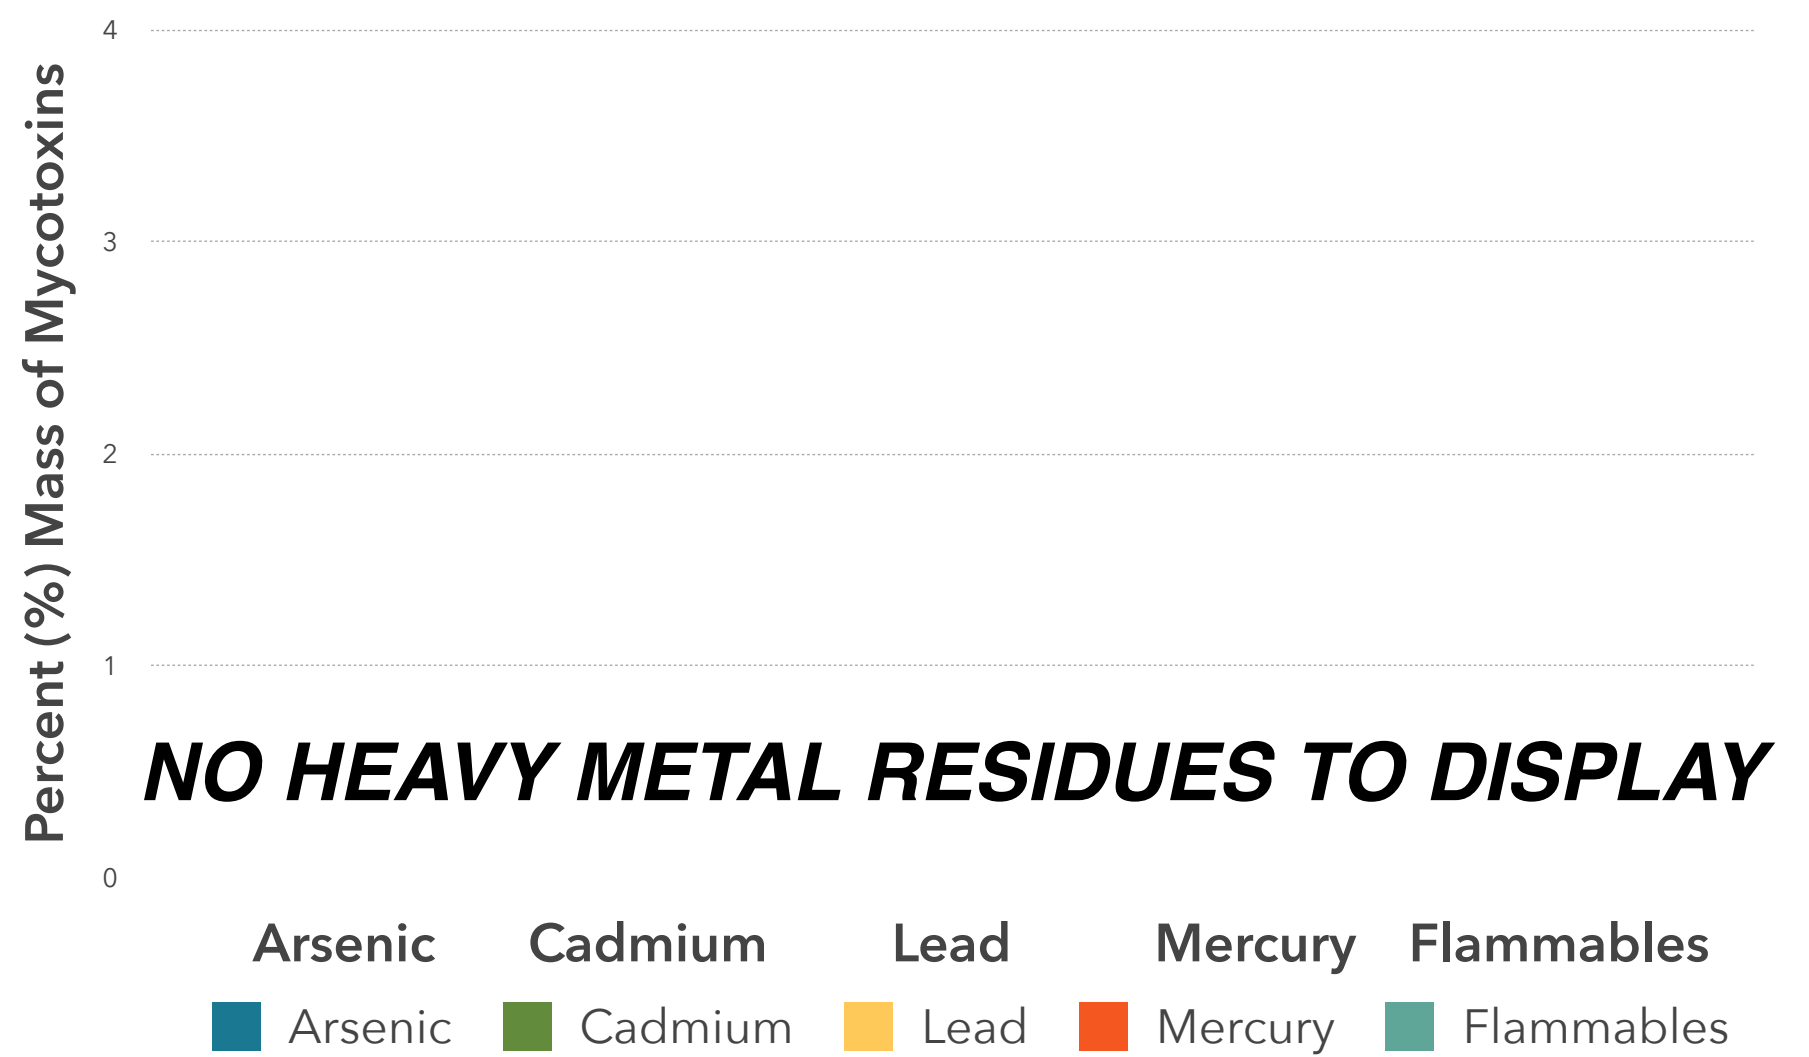 Percent (%) Mass of Mycotoxins
4
3
2
1
NO HEAVY METAL RESIDUES TO DISPLAY
0
Arsenic Cadmium Lead Mercury Flammables
Arsenic Cadmium Lead Mercury Flammables